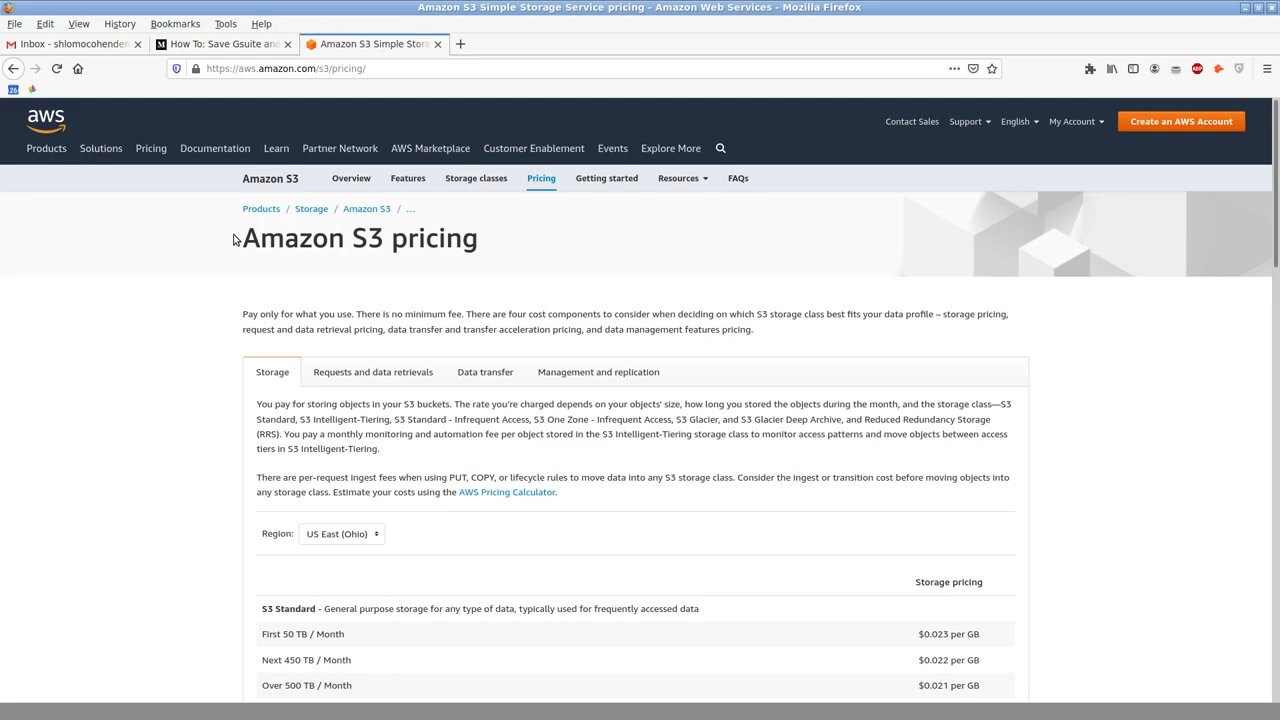 Amazon S3 Simple Storage Service pricing - Amazon Web Services - Mozilla Firefox
File Edit View History Bookmarks Tools Help
Inbox - shlomocohenden How To: Save Gsuite and Amazon S3 Simple Stora
https://aws.amazon.com/s3/pricing/
26
aws
Contact Sales Support English My Account Create an AWS Account
Products Solutions Pricing Documentation Learn Partner Network AWS Marketplace Customer Enablement Events Explore More
Amazon S3 Overview Features Storage classes Pricing Getting started Resources FAQs
Products / Storage / Amazon S3 / ...
Amazon S3 pricing
Pay only for what you use. There is no minimum fee. There are four cost components to consider when deciding on which S3 storage class best fits your data profile – storage pricing,
request and data retrieval pricing, data transfer and transfer acceleration pricing, and data management features pricing.
Storage Requests and data retrievals Data transfer Management and replication
You pay for storing objects in your S3 buckets. The rate you're charged depends on your objects' size, how long you stored the objects during the month, and the storage class—S3
Standard, S3 Intelligent-Tiering, S3 Standard - Infrequent Access, S3 One Zone - Infrequent Access, S3 Glacier, and S3 Glacier Deep Archive, and Reduced Redundancy Storage
(RRS). You pay a monthly monitoring and automation fee per object stored in the S3 Intelligent-Tiering storage class to monitor access patterns and move objects between access
tiers in S3 Intelligent-Tiering.
There are per-request ingest fees when using PUT, COPY, or lifecycle rules to move data into any S3 storage class. Consider the ingest or transition cost before moving objects into
any storage class. Estimate your costs using the AWS Pricing Calculator.
Region: US East (Ohio)
Storage pricing
S3 Standard - General purpose storage for any type of data, typically used for frequently accessed data
First 50 TB / Month $0.023 per GB
Next 450 TB / Month $0.022 per GB
Over 500 TB / Month $0.021 per GB